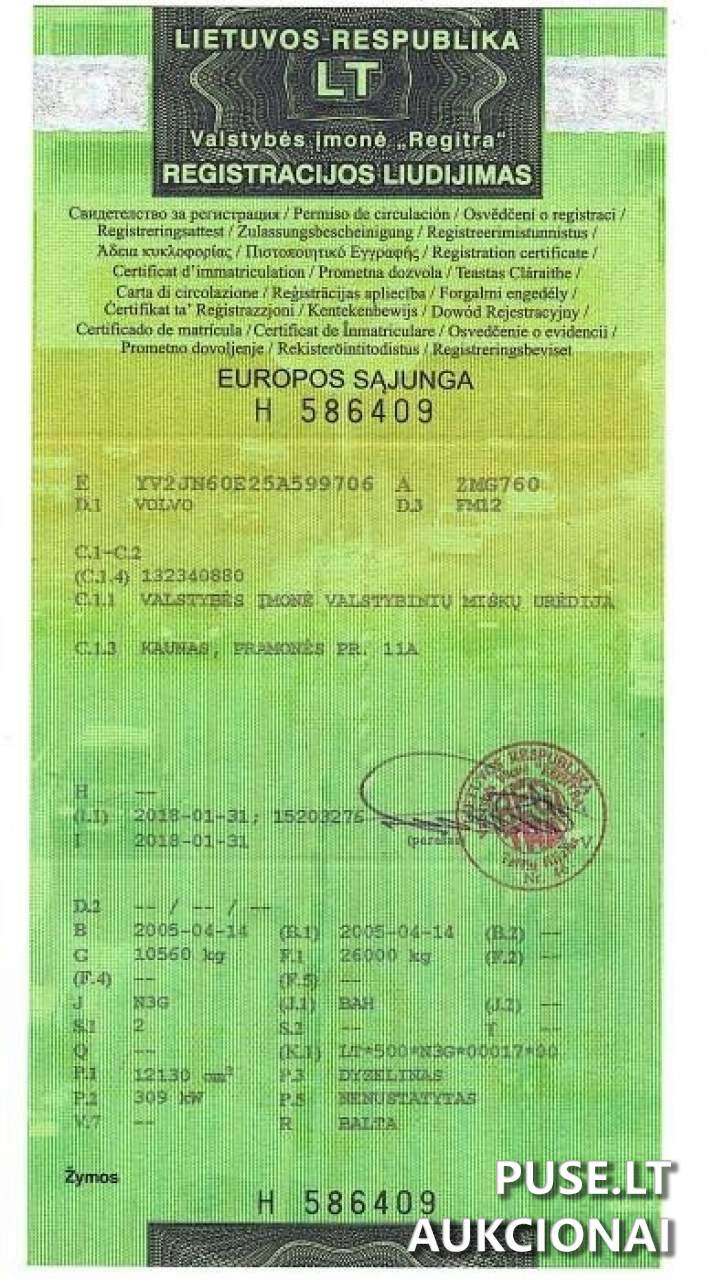 LIETUVOS RESPUBLIKA
LT
Valstybės įmonė „Regitra“
REGISTRACIJOS LIUDIJIMAS
Свидетелство за регистрация / Permiso de circulación / Osvědčení o registraci /
Registreringsattest / Zulassungsbescheinigung / Registreerimistunnistus /
Άδεια κυκλοφορίας / Πιστοποιητικό Εγγραφής / Registration certificate /
Certificat d’immatriculation / Prometna dozvola / Teastas Cláraithe /
Carta di circolazione / Reģistrācijas apliecība / Forgalmi engedély /
Ċertifikat ta’ Reġistrazzjoni / Kentekenbewijs / Dowód Rejestracyjny /
Certificado de matrícula / Certificat de Înmatriculare / Osvedčenie o evidencii /
Prometno dovoljenje / Rekisteröintitodistus / Registreringsbeviset
EUROPOS SĄJUNGA
H 586409
E YV2JN60E25A599706 A ZMG760
D.1 VOLVO D.3 FM12
C.1-C.2
(C.1.4) 132340880
C.1.1 VALSTYBĖS ĮMONĖ VALSTYBINIŲ MIŠKŲ URĖDIJA
C.1.3 KAUNAS, PRAMONĖS PR. 11A
H --
(I.1) 2018-01-31; 15203276
I 2018-01-31 (parašas) V
LIETUVOS RESPUBLIKA
D.2 -- / -- / --
B 2005-04-14 (B.1) 2005-04-14 (B.2) --
G 10560 kg F.1 26000 kg (F.2) --
(F.4) -- (F.5) --
J N3G (J.1) BAH (J.2) --
S.1 2 S.2 -- T --
Q -- (K.1) LT*500*N3G*00017*00
P.1 12130 cm³ P.3 DYZELINAS
P.2 309 kW P.5 NENUSTATYTAS
V.7 -- R BALTA
Žymos
H 586409
PUSE.LT
AUKCIONAI